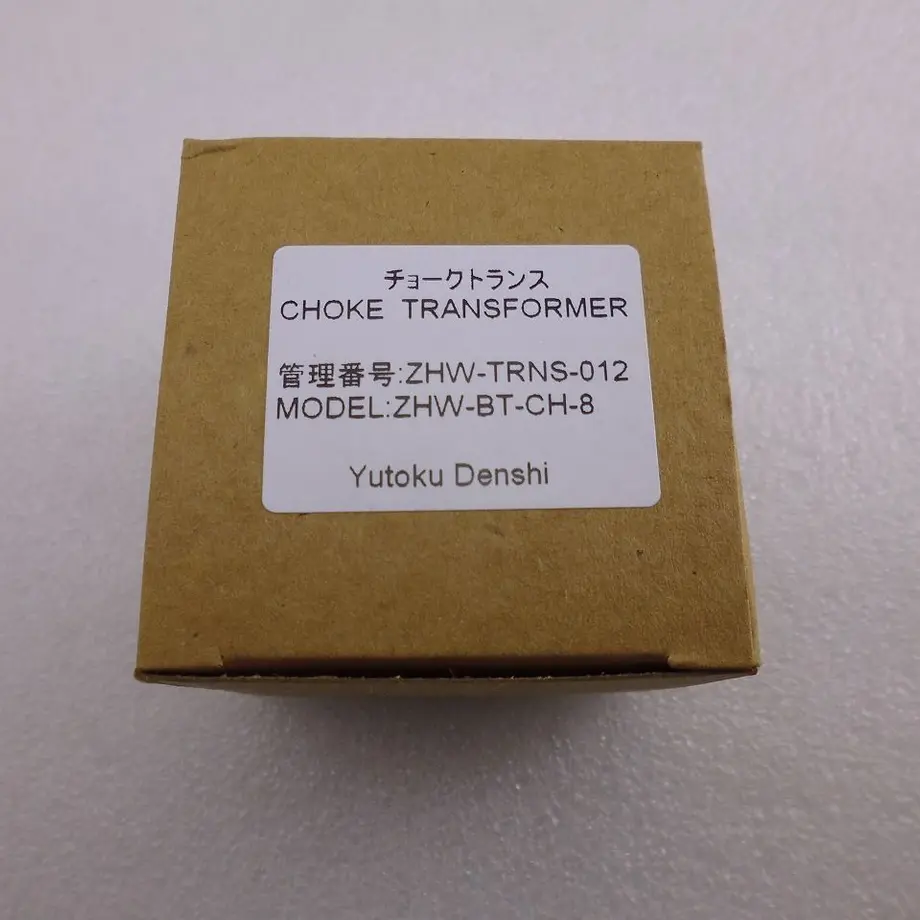 チョークトランス
CHOKE TRANSFORMER
管理番号:ZHW-TRNS-012
MODEL:ZHW-BT-CH-8
Yutoku Denshi